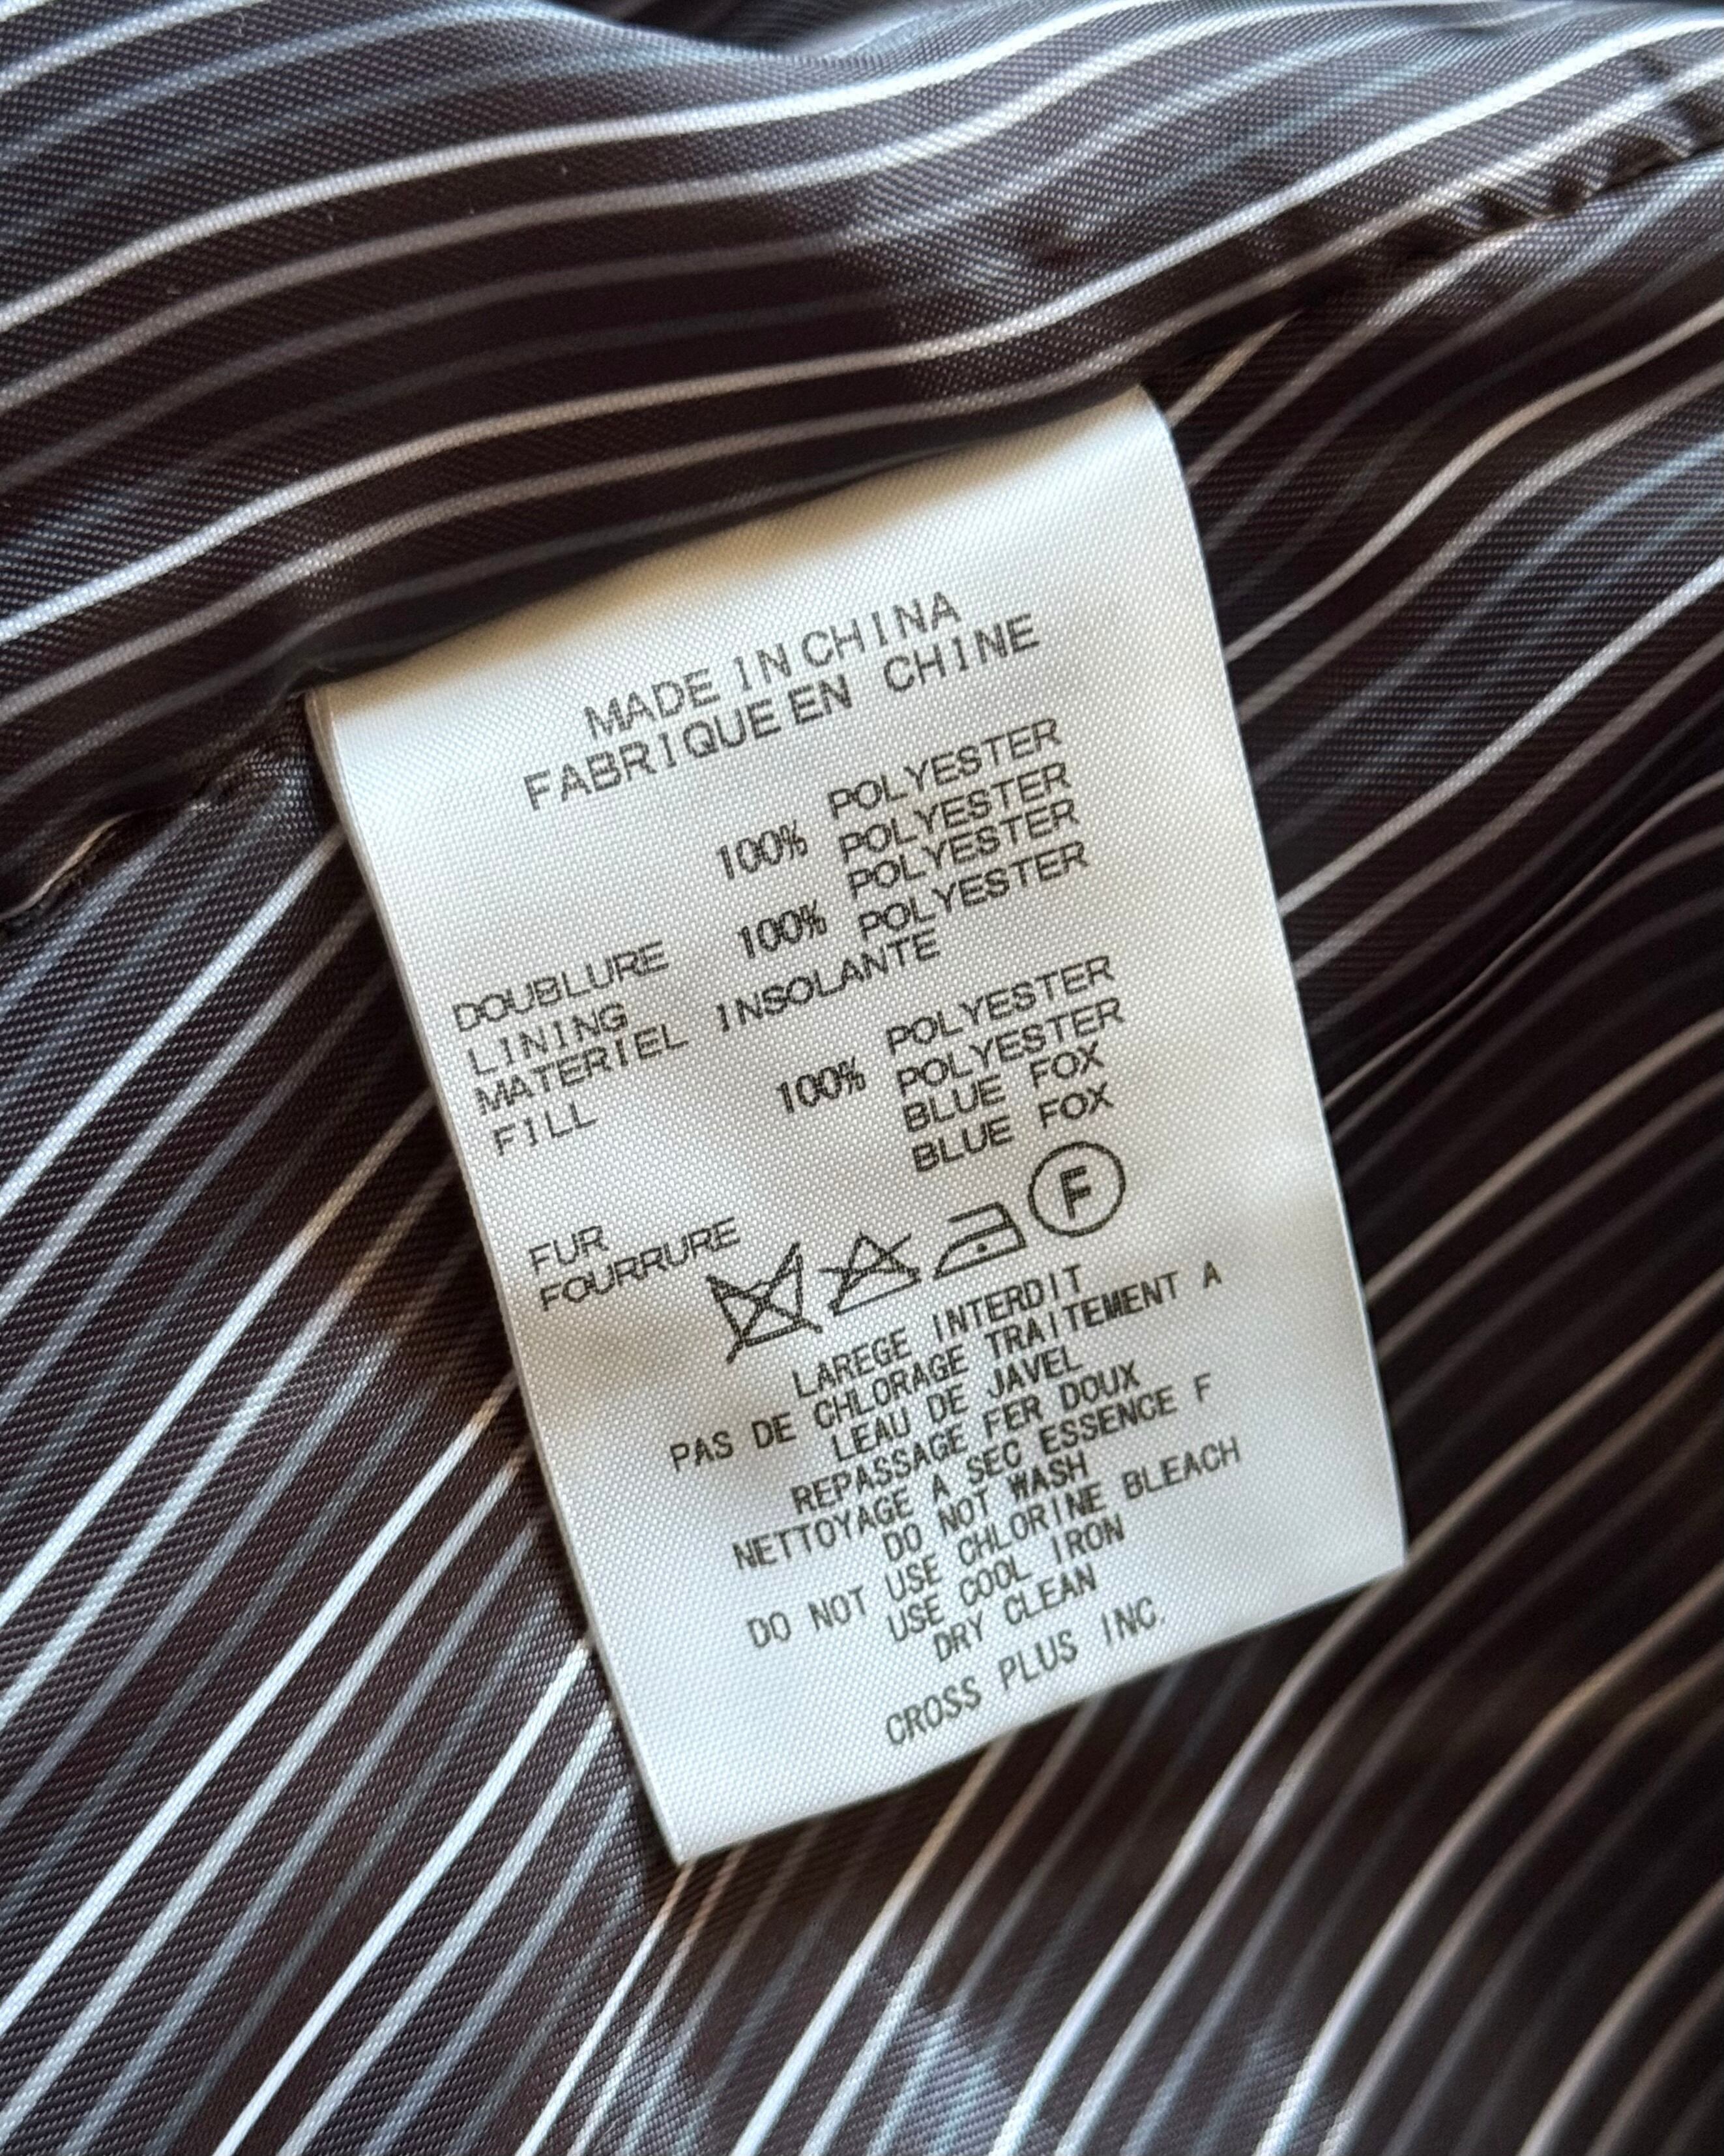 MADE IN CHINA
FABRIQUE EN CHINE
100% POLYESTER
POLYESTER
DOUBLURE 100% POLYESTER
LINING POLYESTER
MATERIEL INSOLANTE
FILL 100% POLYESTER
POLYESTER
FUR BLUE FOX
FOURRURE BLUE FOX
F
LAREGE INTERDIT
PAS DE CHLORAGE TRAITEMENT A
LEAU DE JAVEL
REPASSAGE FER DOUX
NETTOYAGE A SEC ESSENCE F
DO NOT WASH
DO NOT USE CHLORINE BLEACH
USE COOL IRON
DRY CLEAN
CROSS PLUS INC.